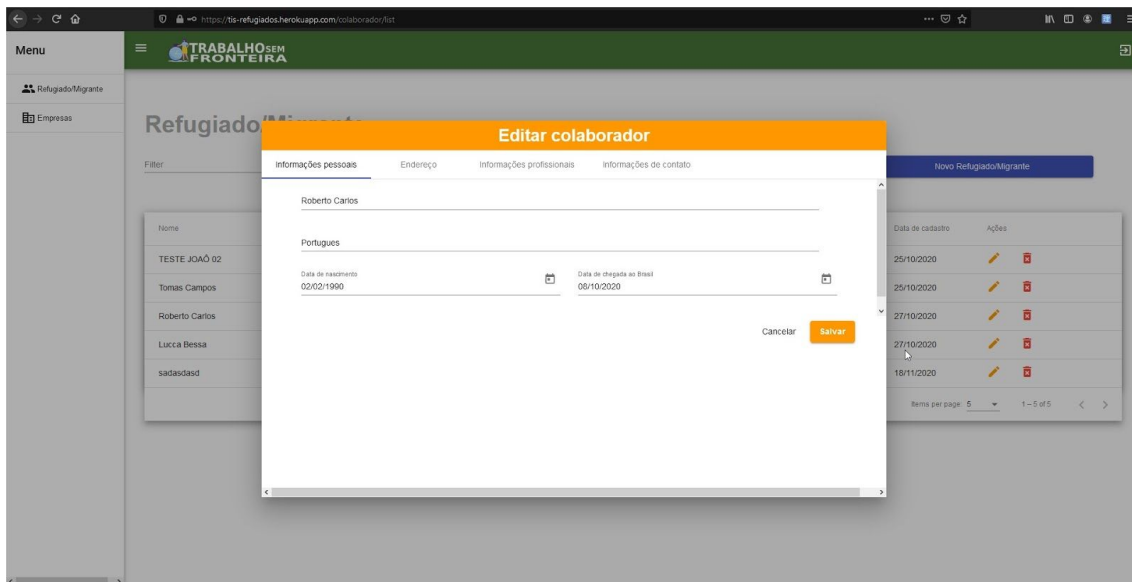 https://tis-refugiados.herokuapp.com/colaborador/list
Menu
TRABALHO SEM
FRONTEIRA
Refugiado/Migrante
Empresas
Refugiado/
Editar colaborador
Filter
Informações pessoais Endereço Informações profissionais Informações de contato
Novo Refugiado/Migrante
Roberto Carlos
Portugues
Data de nascimento
02/02/1990
Data de chegada ao Brasil
08/10/2020
Cancelar Salvar
Nome Data de cadastro Ações
TESTE JOAÕ 02 25/10/2020
Tomas Campos 25/10/2020
Roberto Carlos 27/10/2020
Lucca Bessa 27/10/2020
sadasdasd 18/11/2020
Items per page: 5 1 – 5 of 5